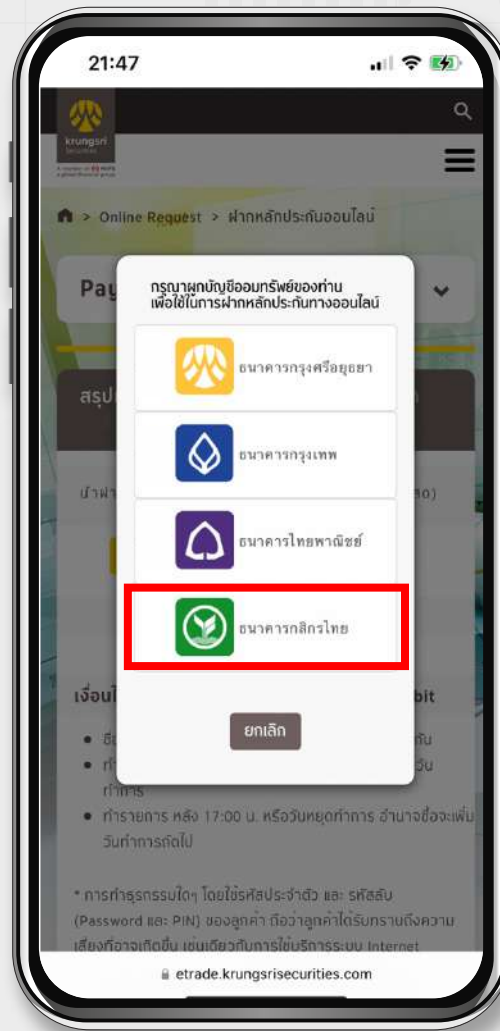 21:47
krungsri
Securities
A member of MUFG
a global financial group
> Online Request > ฝากหลักประกันออนไลน์
Pay
กรุณาผูกบัญชีออมทรัพย์ของท่าน
เพื่อใช้ในการฝากหลักประกันทางออนไลน์
ธนาคารกรุงศรีอยุธยา
สรุป
ธนาคารกรุงเทพ
ธนาคารไทยพาณิชย์
ธนาคารกสิกรไทย
bit
ยกเลิก
ทำการ
ทำรายการ หลัง 17:00 น. หรือวันหยุดทำการ อำนาจซื้อจะเพิ่ม
วันทำการถัดไป
* การทำธุรกรรมใดๆ โดยใช้รหัสประจำตัว และ รหัสลับ
(Password และ PIN) ของลูกค้า ถือว่าลูกค้าได้รับทราบถึงความ
เสี่ยงที่อาจเกิดขึ้น เช่นเดียวกับการใช้บริการระบบ Internet
etrade.krungsrisecurities.com